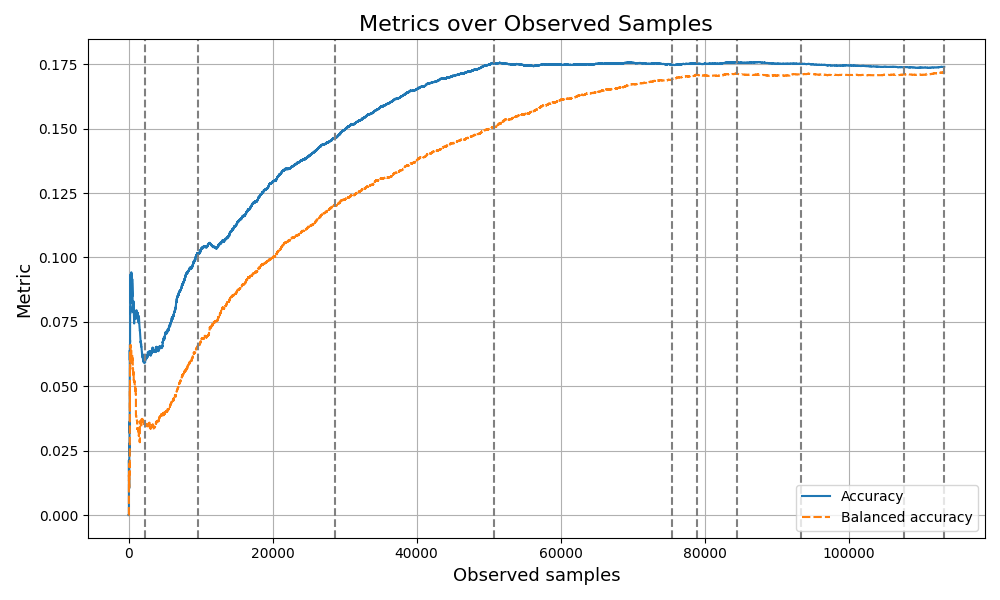 Metrics over Observed Samples
Metric
0.175
0.150
0.125
0.100
0.075
0.050
0.025
0.000
0
20000
40000
60000
80000
100000
Observed samples
Accuracy
Balanced accuracy